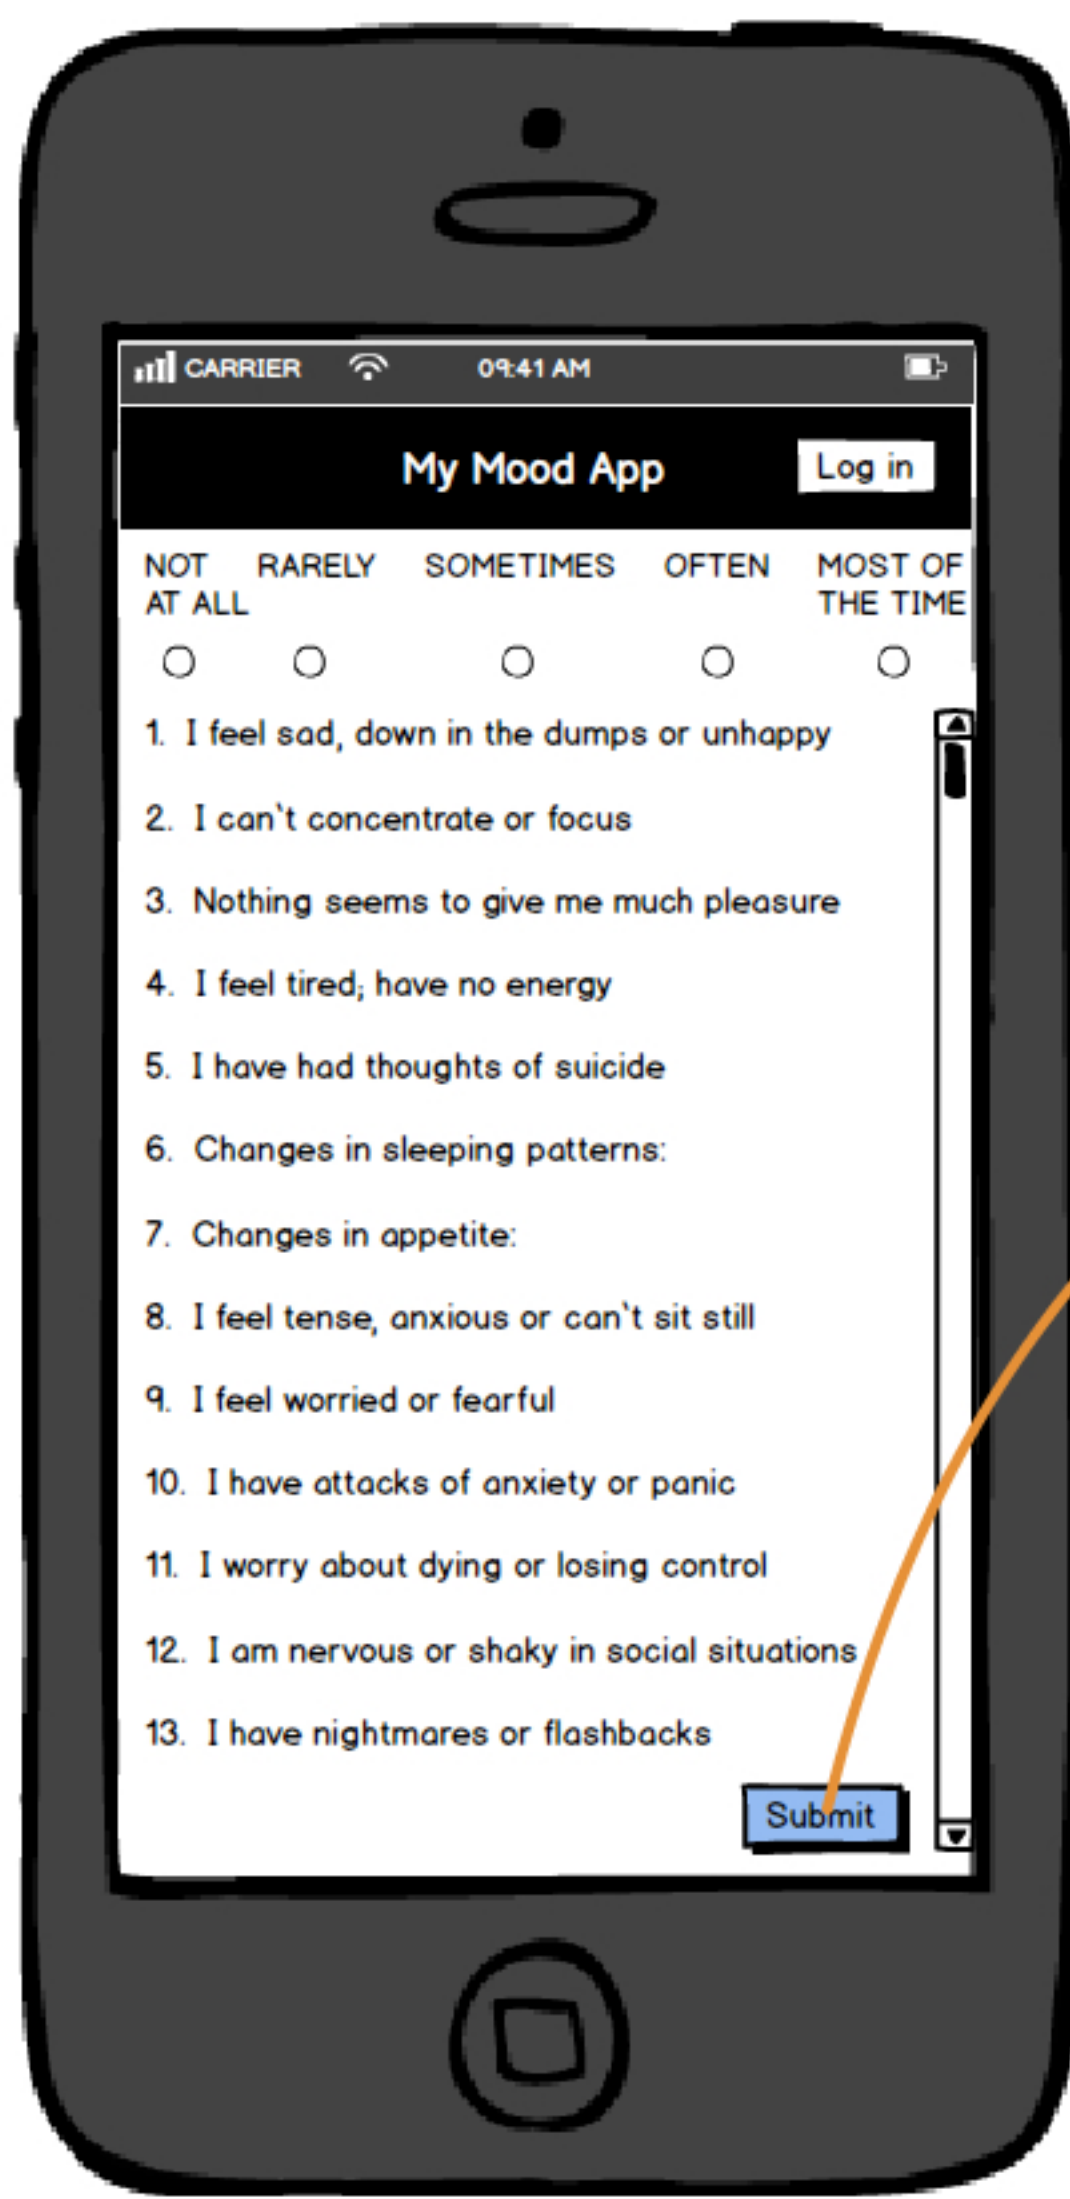 CARRIER 09:41 AM
My Mood App Log in
NOT RARELY SOMETIMES OFTEN MOST OF
AT ALL THE TIME
1. I feel sad, down in the dumps or unhappy
2. I can't concentrate or focus
3. Nothing seems to give me much pleasure
4. I feel tired; have no energy
5. I have had thoughts of suicide
6. Changes in sleeping patterns:
7. Changes in appetite:
8. I feel tense, anxious or can't sit still
9. I feel worried or fearful
10. I have attacks of anxiety or panic
11. I worry about dying or losing control
12. I am nervous or shaky in social situations
13. I have nightmares or flashbacks
Submit